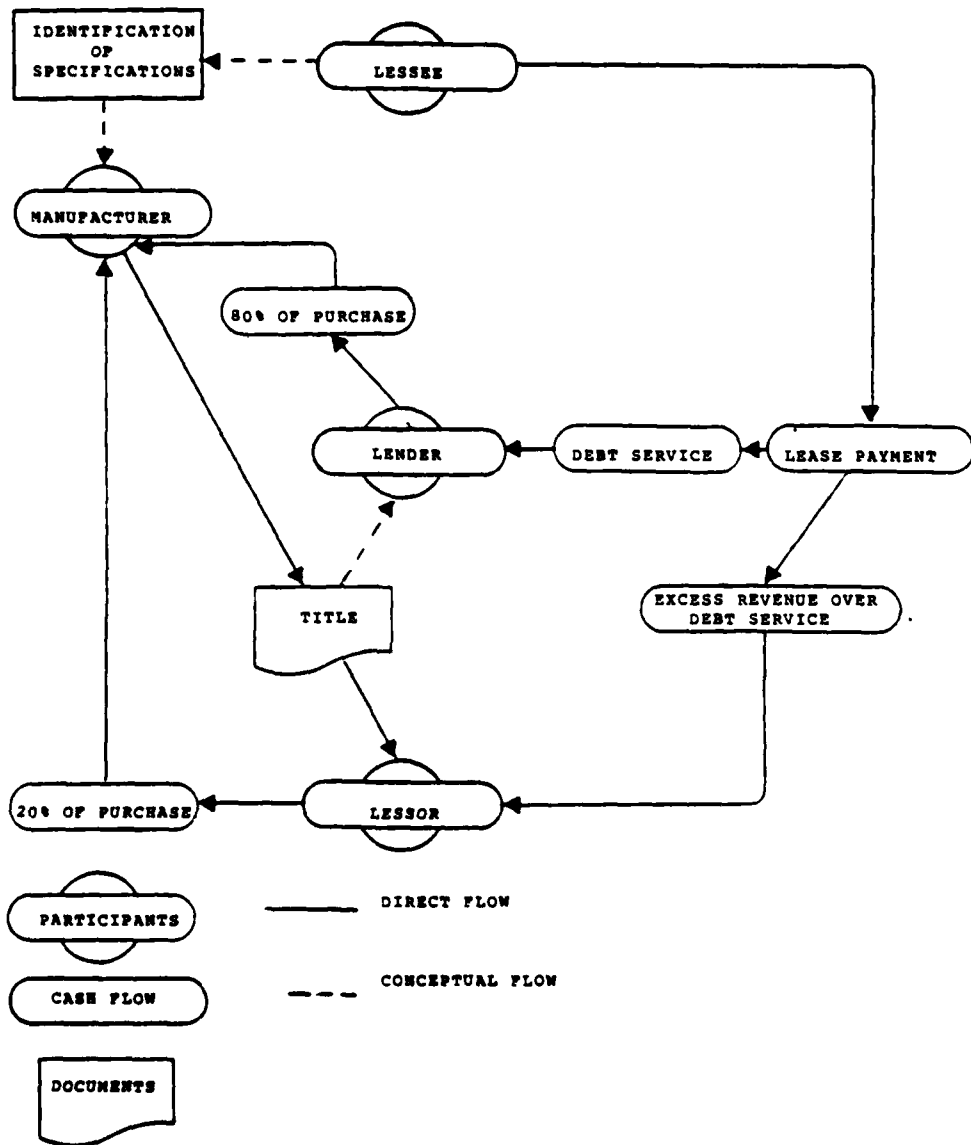 IDENTIFICATION
OF
SPECIFICATIONS
LESSEE
MANUFACTURER
80% OF PURCHASE
LENDER
DEBT SERVICE
LEASE PAYMENT
TITLE
EXCESS REVENUE OVER
DEBT SERVICE
20% OF PURCHASE
LESSOR
PARTICIPANTS
DIRECT FLOW
CASH FLOW
CONCEPTUAL FLOW
DOCUMENTS